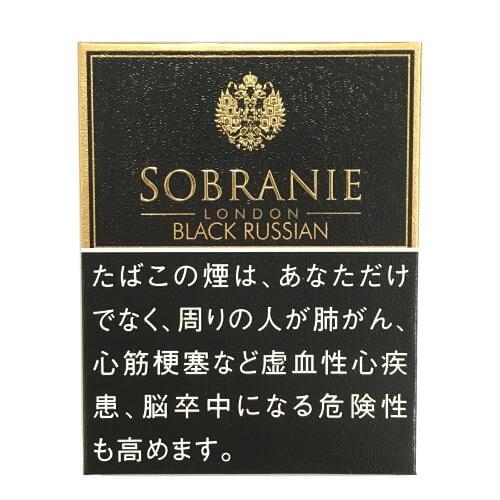 SOBRANIE
LONDON
BLACK RUSSIAN
たばこの煙は、あなただけ
でなく、周りの人が肺がん、
心筋梗塞など虚血性心疾
患、脳卒中になる危険性
も高めます。